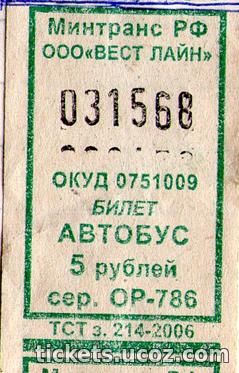 Минтранс РФ
ООО«ВЕСТ ЛАЙН»
031568
ОКУД 0751009
БИЛЕТ
АВТОБУС
5 рублей
сер. ОР-786
ТСТ з. 214-2006
tickets.ucoz.com